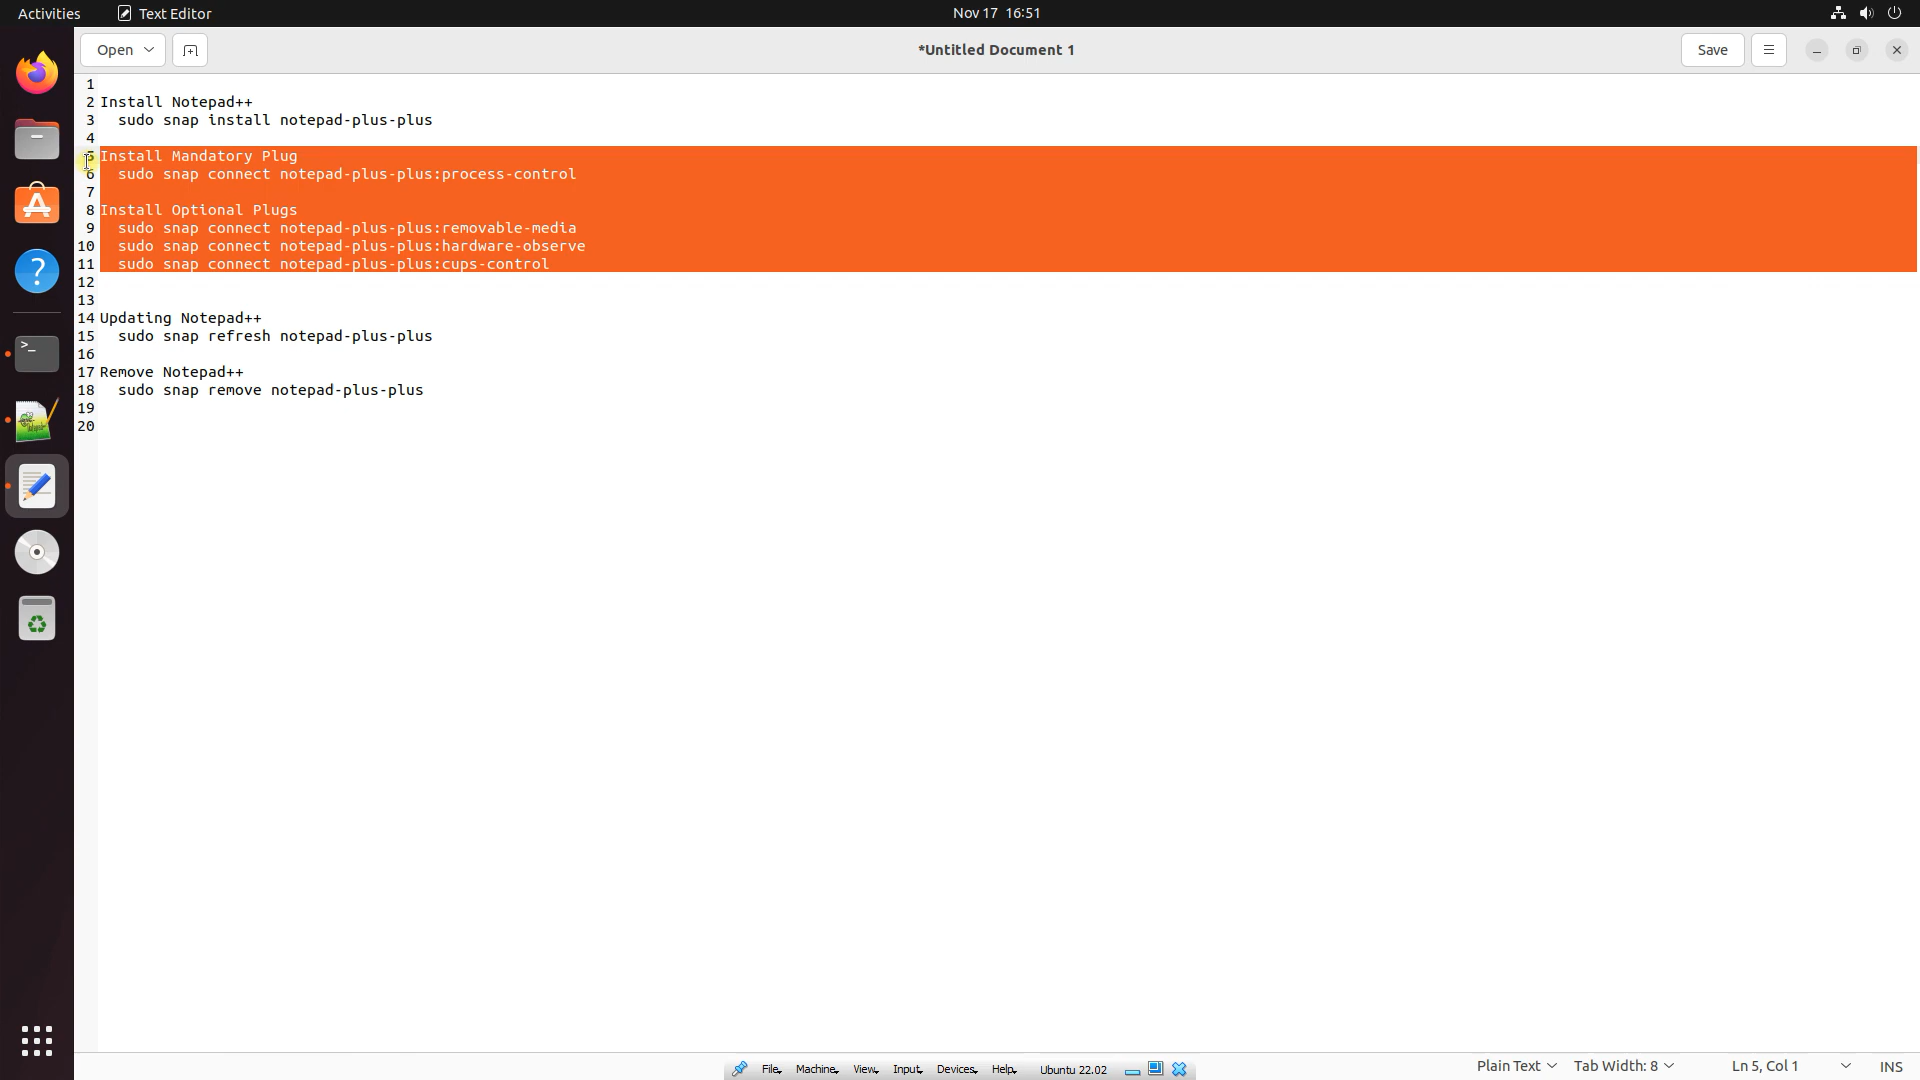 Activities Text Editor Nov 17 16:51
Open *Untitled Document 1 Save
1
2 Install Notepad++
3 sudo snap install notepad-plus-plus
4
5 Install Mandatory Plug
6 sudo snap connect notepad-plus-plus:process-control
7
8 Install Optional Plugs
9 sudo snap connect notepad-plus-plus:removable-media
10 sudo snap connect notepad-plus-plus:hardware-observe
11 sudo snap connect notepad-plus-plus:cups-control
12
13
14 Updating Notepad++
15 sudo snap refresh notepad-plus-plus
16
17 Remove Notepad++
18 sudo snap remove notepad-plus-plus
19
20
File Machine View Input Devices Help Ubuntu 22.02 Plain Text Tab Width: 8 Ln 5, Col 1 INS